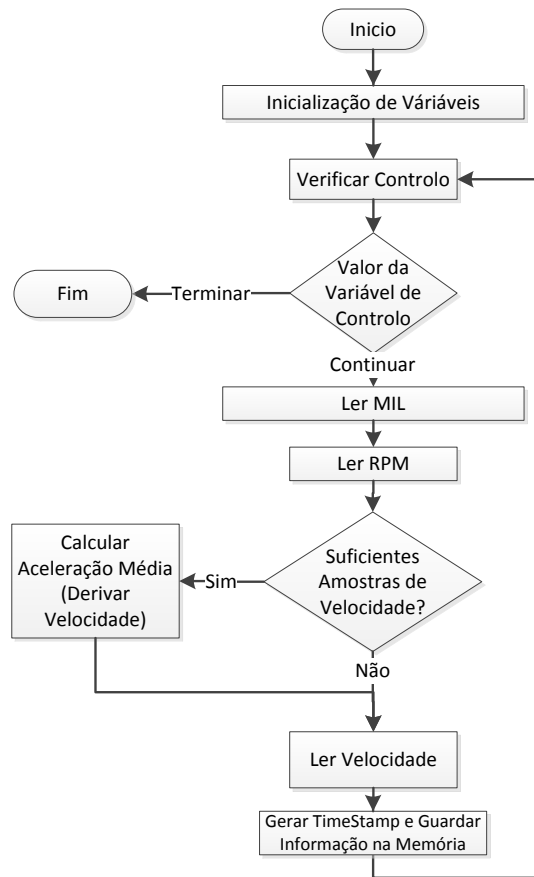 Inicio
Inicialização de Váriáveis
Verificar Controlo
Valor da
Variável de
Controlo
Terminar
Fim
Continuar
Ler MIL
Ler RPM
Suficientes
Amostras de
Velocidade?
Sim
Calcular
Aceleração Média
(Derivar
Velocidade)
Não
Ler Velocidade
Gerar TimeStamp e Guardar
Informação na Memória